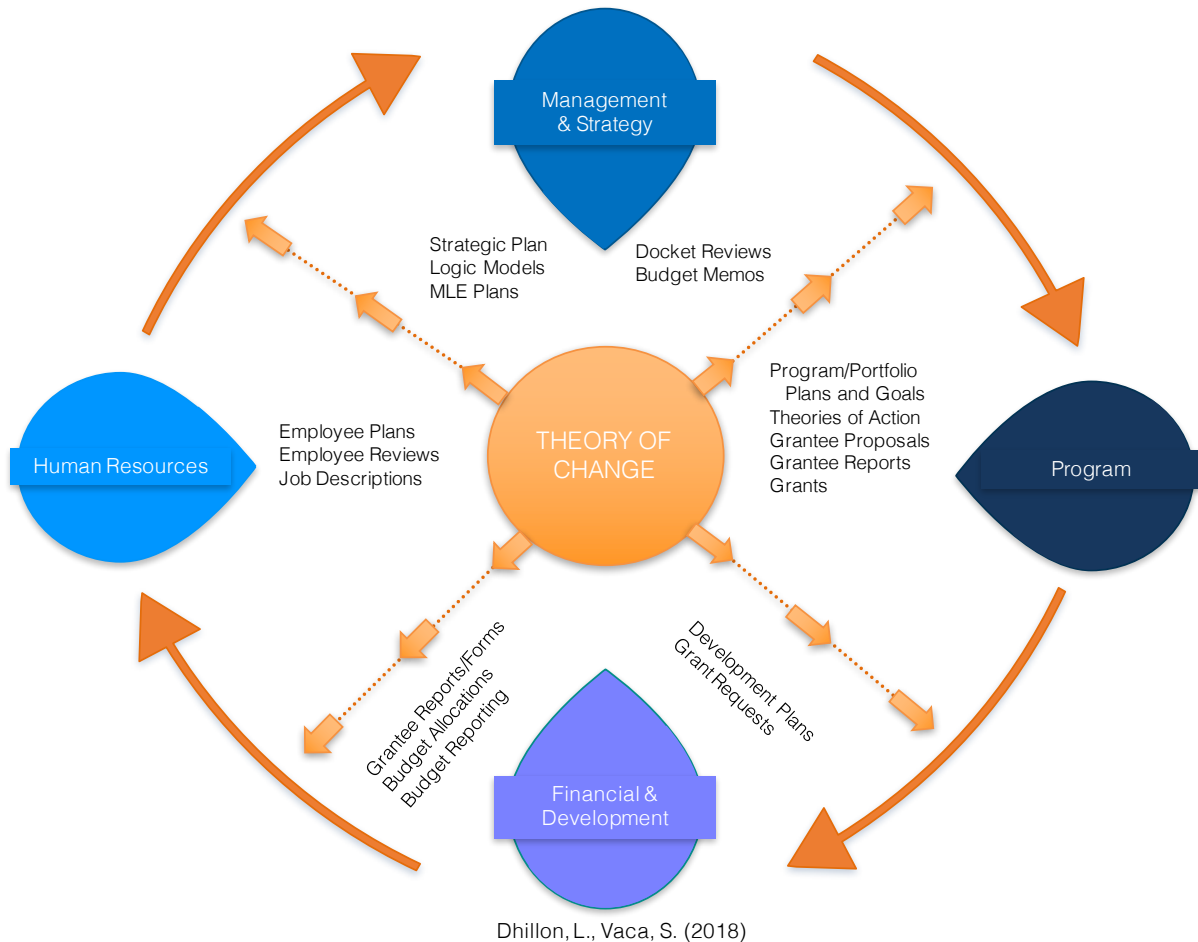 Management
& Strategy
Strategic Plan
Logic Models
MLE Plans
Docket Reviews
Budget Memos
Human Resources
Employee Plans
Employee Reviews
Job Descriptions
THEORY OF
CHANGE
Program/Portfolio
Plans and Goals
Theories of Action
Grantee Proposals
Grantee Reports
Grants
Program
Grantee Reports/Forms
Budget Allocations
Budget Reporting
Development Plans
Grant Requests
Financial &
Development
Dhillon, L., Vaca, S. (2018)